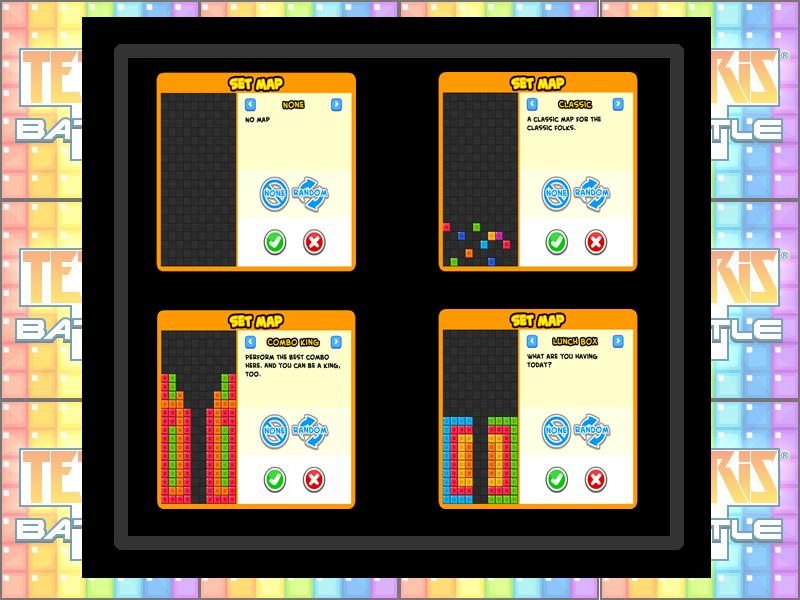 SET MAP
NONE
NO MAP
NONE RANDOM
SET MAP
CLASSIC
A CLASSIC MAP FOR THE
CLASSIC FOLKS.
NONE RANDOM
SET MAP
COMBO KING
PERFORM THE BEST COMBO
HERE. AND YOU CAN BE A KING,
TOO.
NONE RANDOM
SET MAP
LUNCH BOX
WHAT ARE YOU HAVING
TODAY?
NONE RANDOM